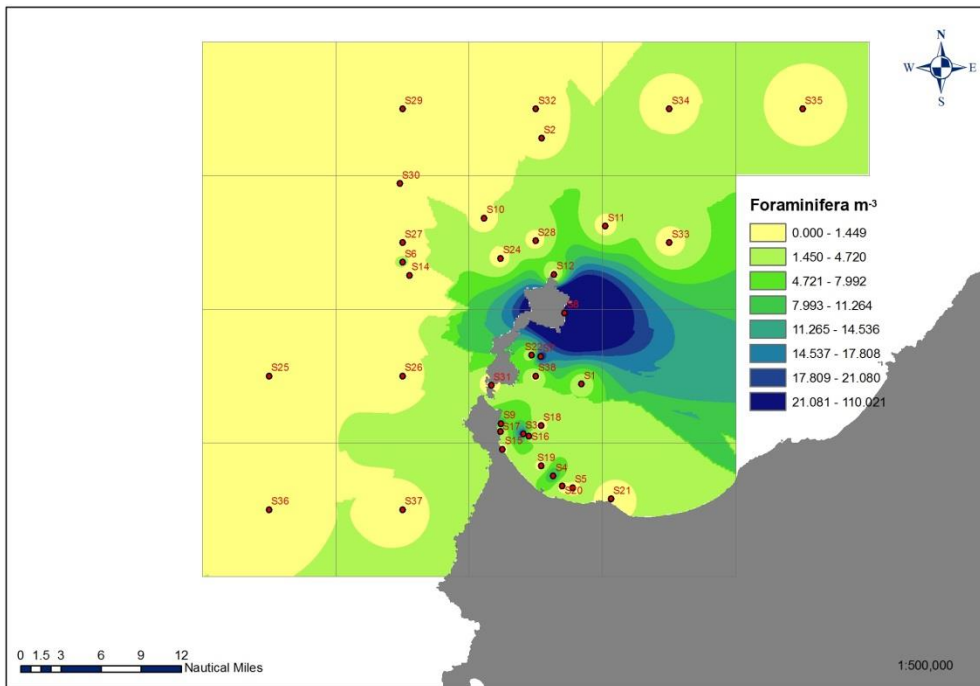 N
W E
S
S29
S32
S34
S35
S2
S30
S10
S11
S27
S28
S33
S6
S24
S14
S12
S8
S25
S26
S38
S31
S1
S9
S18
S17
S3
S16
S15
S19
S4
S5
S20
S21
S36
S37
Foraminifera m⁻³
0.000 - 1.449
1.450 - 4.720
4.721 - 7.992
7.993 - 11.264
11.265 - 14.536
14.537 - 17.808
17.809 - 21.080
21.081 - 110.021
0 1.5 3 6 9 12
Nautical Miles
1:500,000